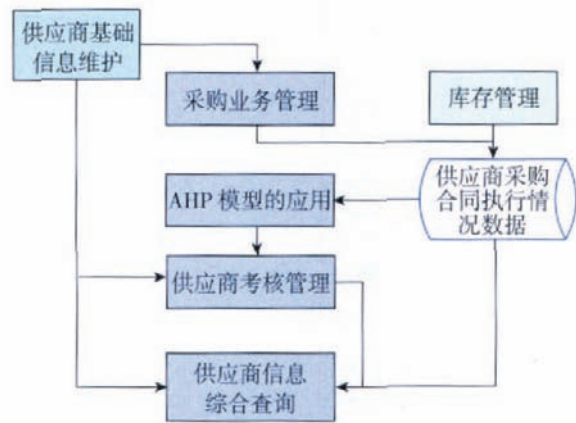 供应商基础
信息维护
采购业务管理
库存管理
供应商采购
合同执行情
况数据
AHP 模型的应用
供应商考核管理
供应商信息
综合查询